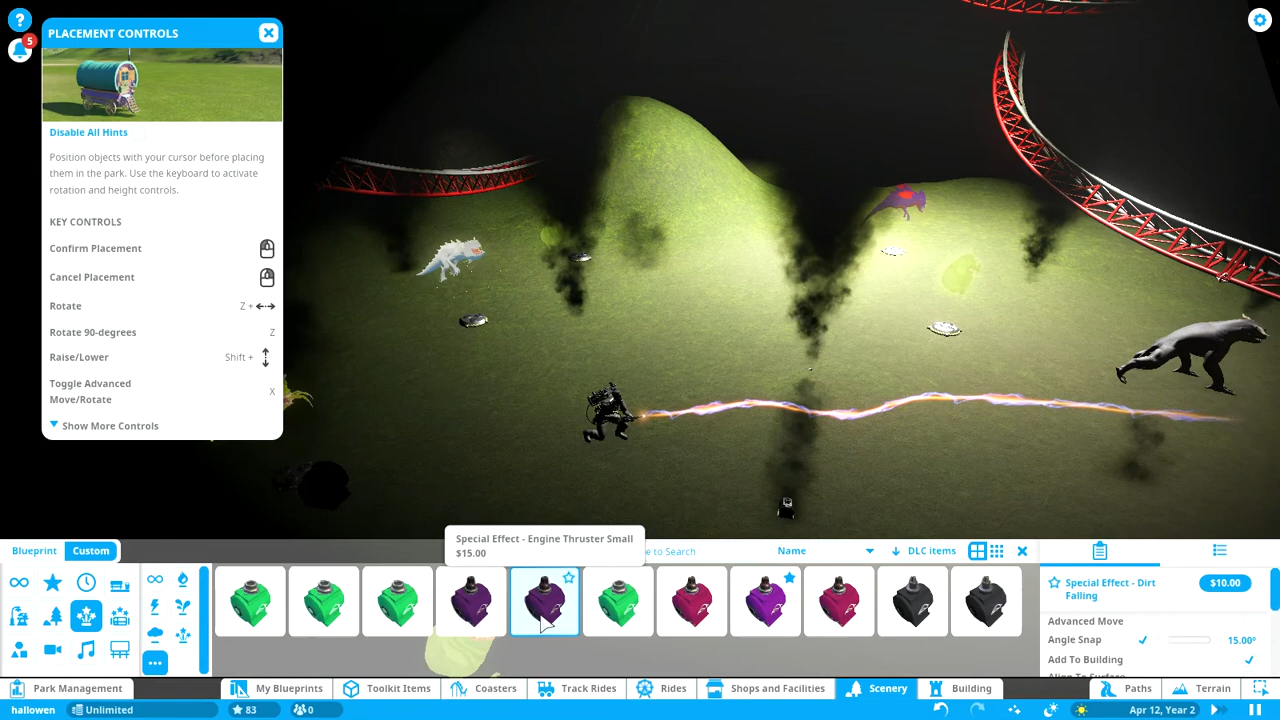 ?
5
PLACEMENT CONTROLS
Disable All Hints
Position objects with your cursor before placing
them in the park. Use the keyboard to activate
rotation and height controls.
KEY CONTROLS
Confirm Placement
Cancel Placement
Rotate Z +
Rotate 90-degrees Z
Raise/Lower Shift +
Toggle Advanced
Move/Rotate X
Show More Controls
Special Effect - Engine Thruster Small
$15.00
Blueprint Custom
e to Search Name DLC items
Special Effect - Dirt
Falling
$10.00
Advanced Move
Angle Snap 15.00°
Add To Building
Align To Surface
Park Management My Blueprints Toolkit Items Coasters Track Rides Rides Shops and Facilities Scenery Building Paths Terrain
hallowen Unlimited 83 0 Apr 12, Year 2